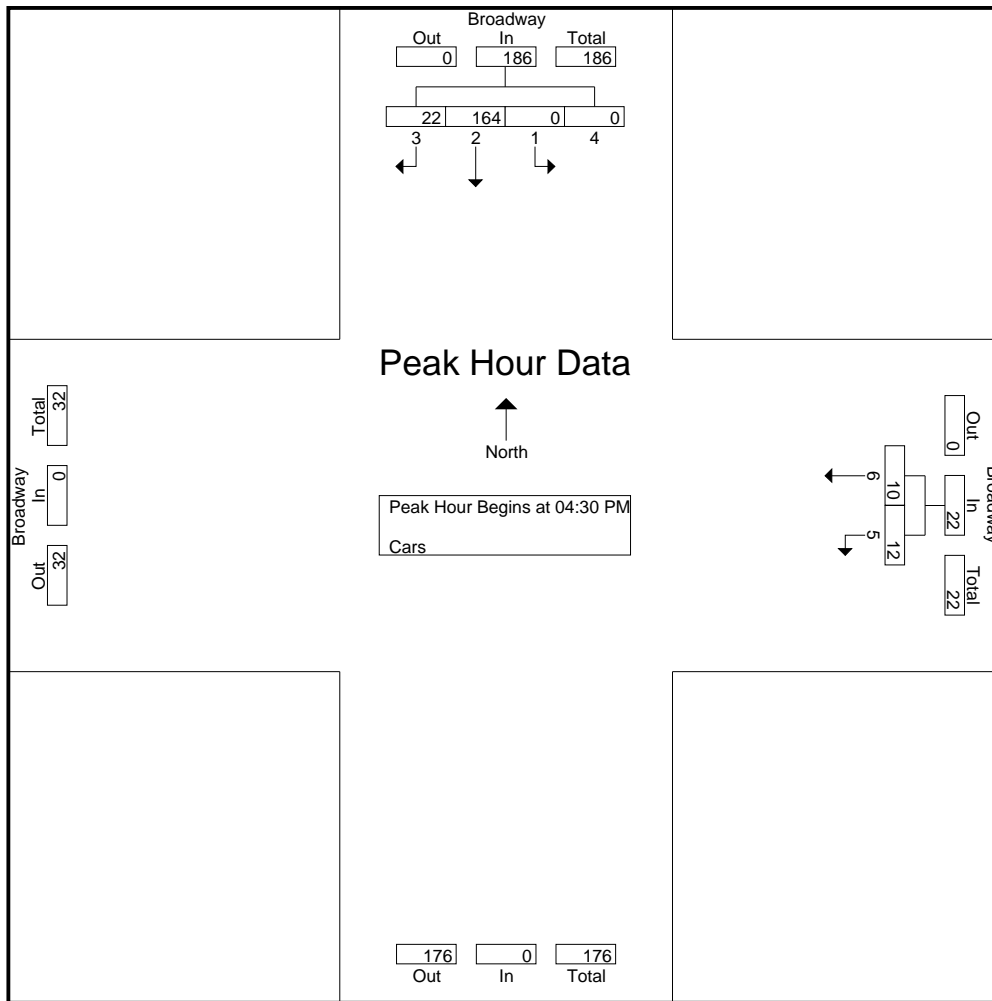 Broadway
Out In Total
0 186 186
22 164 0 0
3 2 1 4
Peak Hour Data
North
Peak Hour Begins at 04:30 PM
Cars
Broadway
Out In Total
32 0 32
Broadway
Out In Total
0 22 22
10 12
6 5
176 0 176
Out In Total